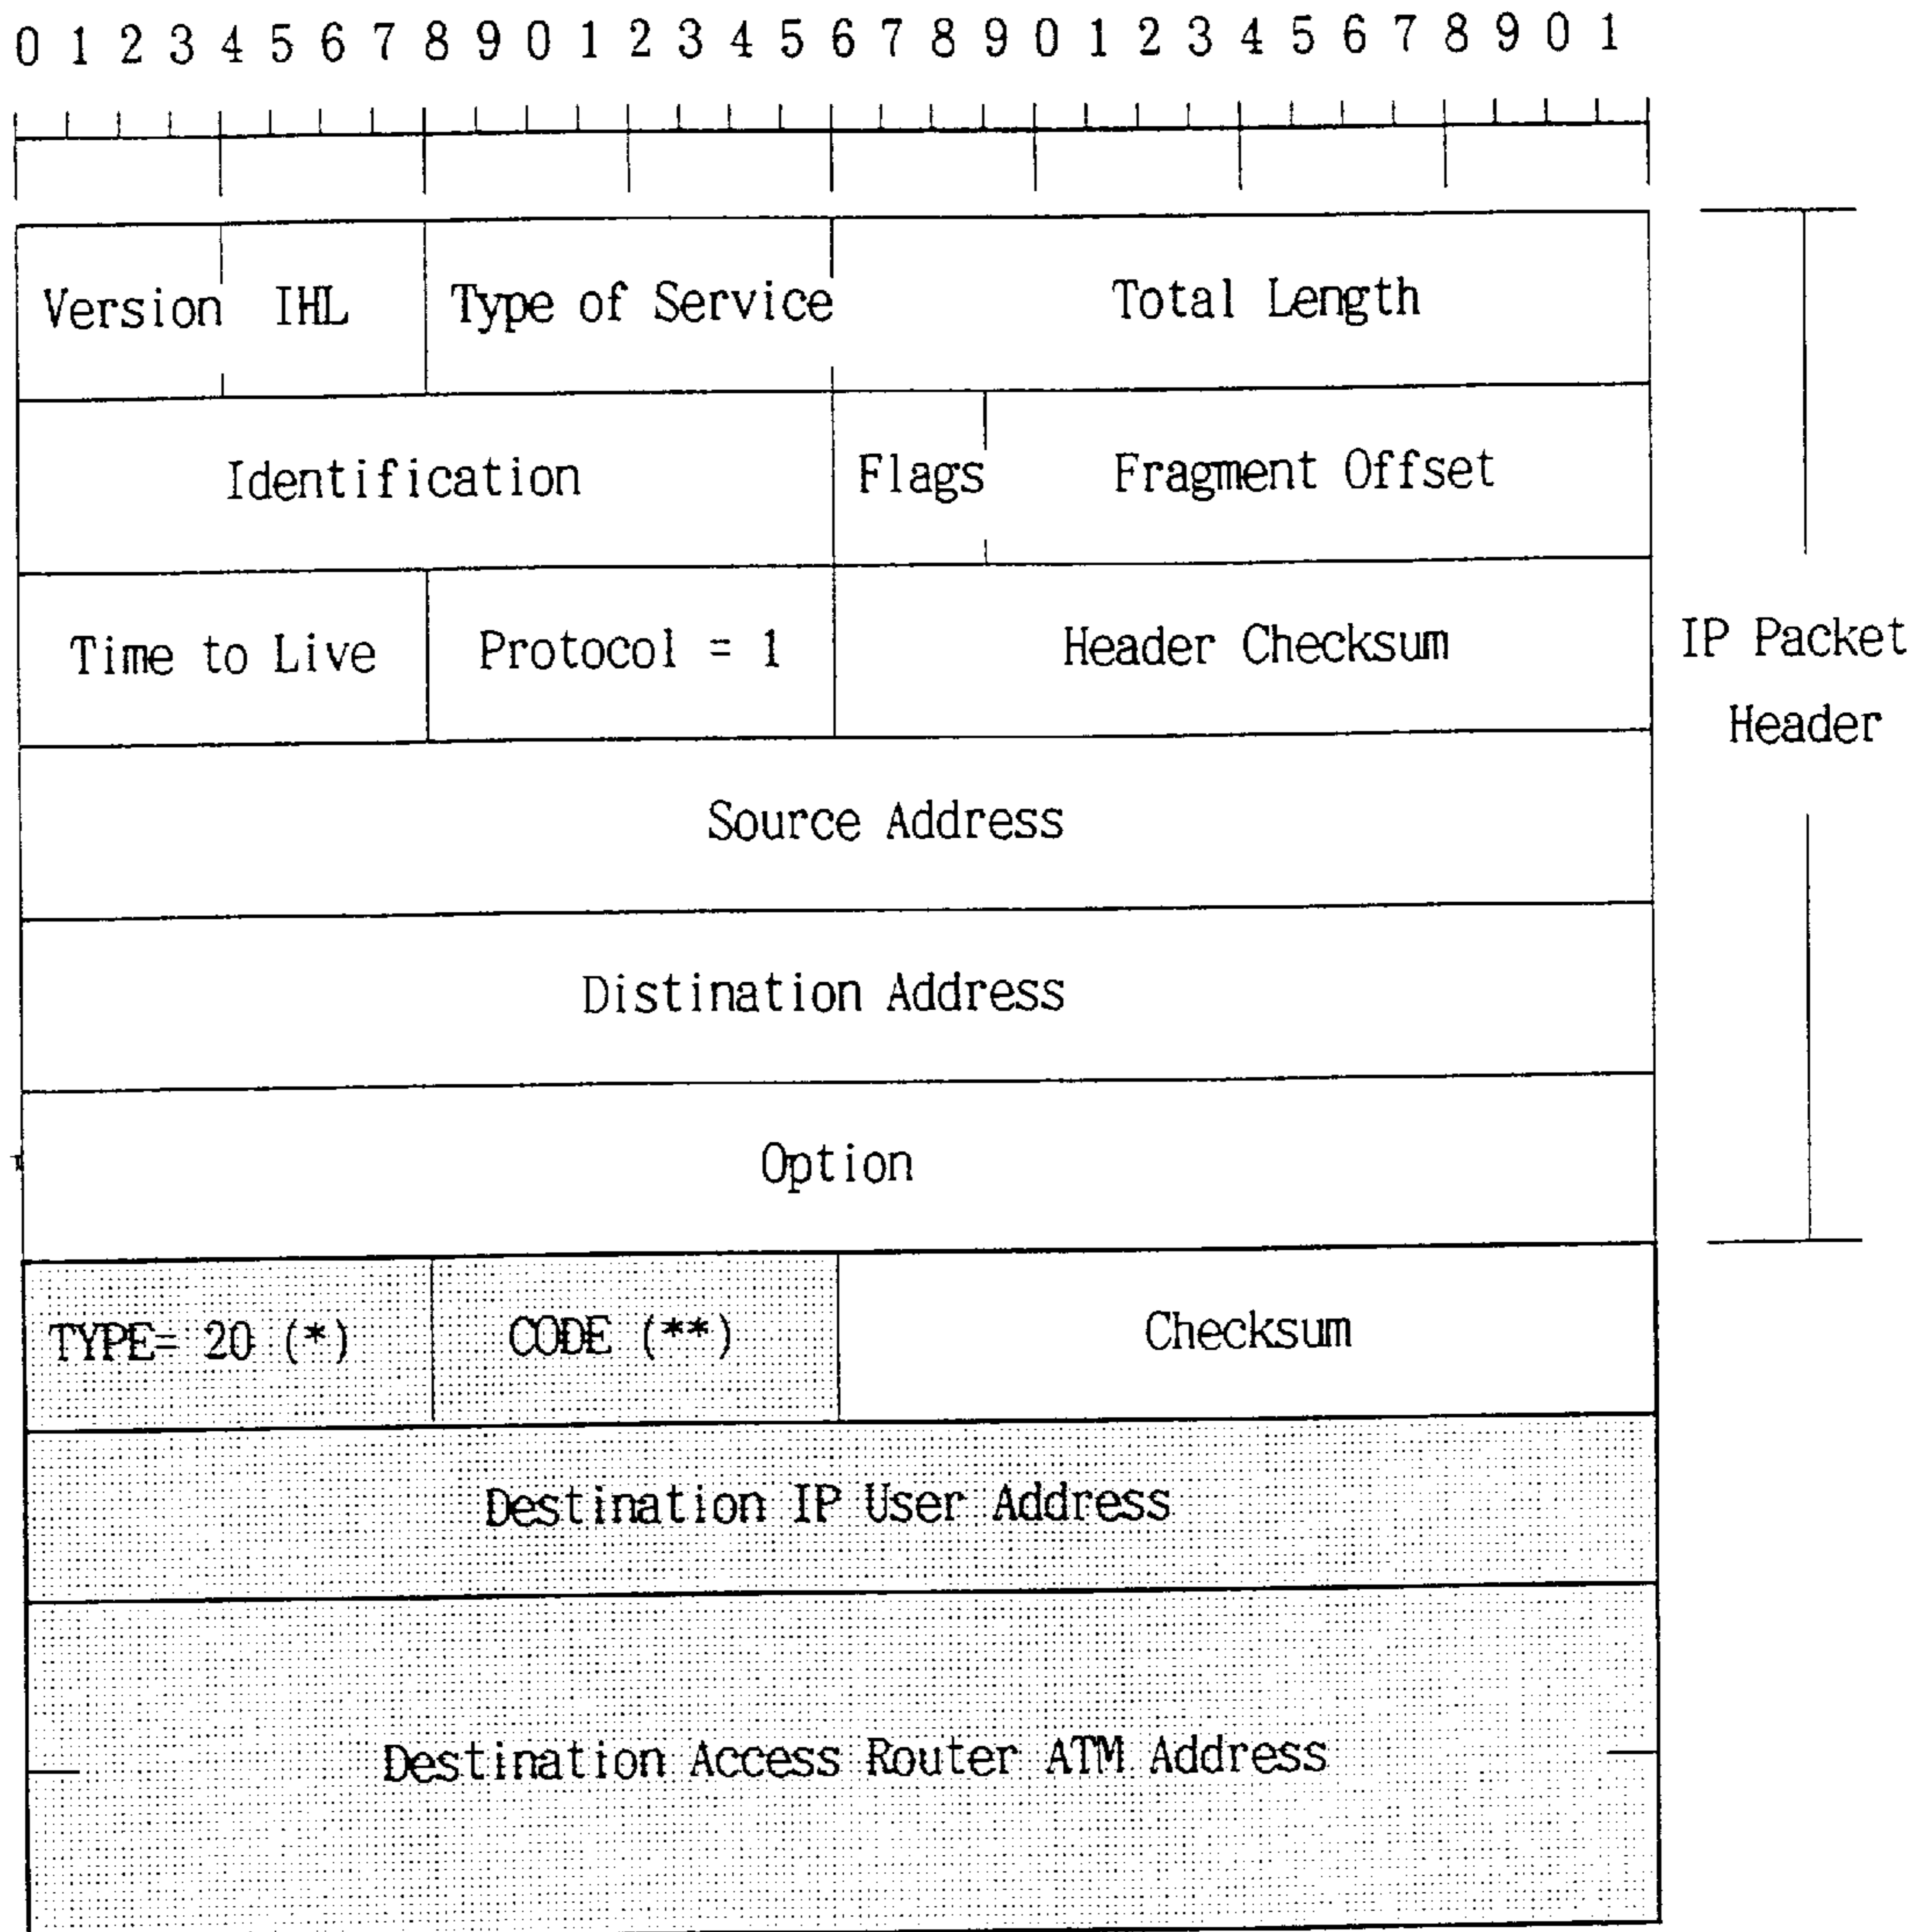 0 1 2 3 4 5 6 7 8 9 0 1 2 3 4 5 6 7 8 9 0 1 2 3 4 5 6 7 8 9 0 1
Version IHL Type of Service Total Length
Identification Flags Fragment Offset
Time to Live Protocol = 1 Header Checksum
IP Packet
Header
Source Address
Distination Address
Option
TYPE= 20 (*) CODE (**) Checksum
Destination IP User Address
Destination Access Router ATM Address